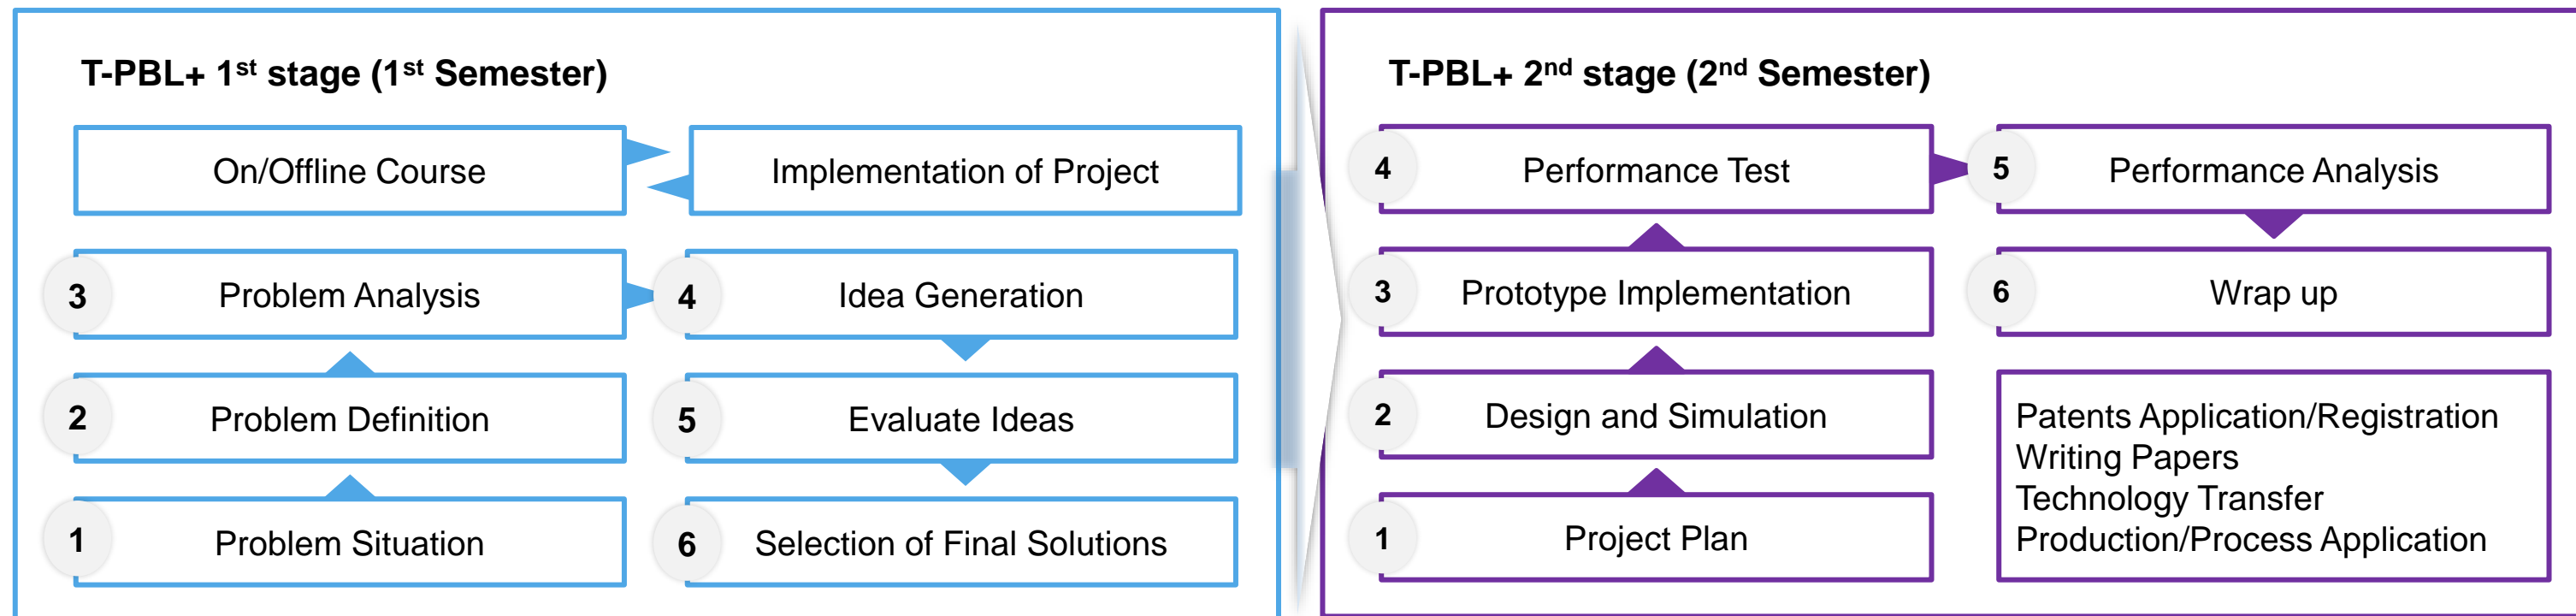 T-PBL+ 1st stage (1st Semester)
On/Offline Course
Implementation of Project
3
Problem Analysis
4
Idea Generation
2
Problem Definition
5
Evaluate Ideas
1
Problem Situation
6
Selection of Final Solutions
T-PBL+ 2nd stage (2nd Semester)
4
Performance Test
5
Performance Analysis
3
Prototype Implementation
6
Wrap up
2
Design and Simulation
1
Project Plan
Patents Application/Registration
Writing Papers
Technology Transfer
Production/Process Application